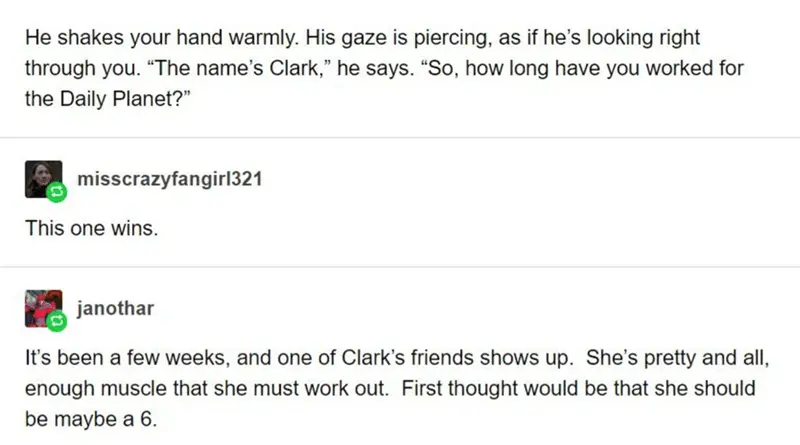 He shakes your hand warmly. His gaze is piercing, as if he’s looking right
through you. “The name’s Clark,” he says. “So, how long have you worked for
the Daily Planet?”
misscrazyfangirl321
This one wins.
janothar
It’s been a few weeks, and one of Clark’s friends shows up.  She’s pretty and all,
enough muscle that she must work out.  First thought would be that she should
be maybe a 6.